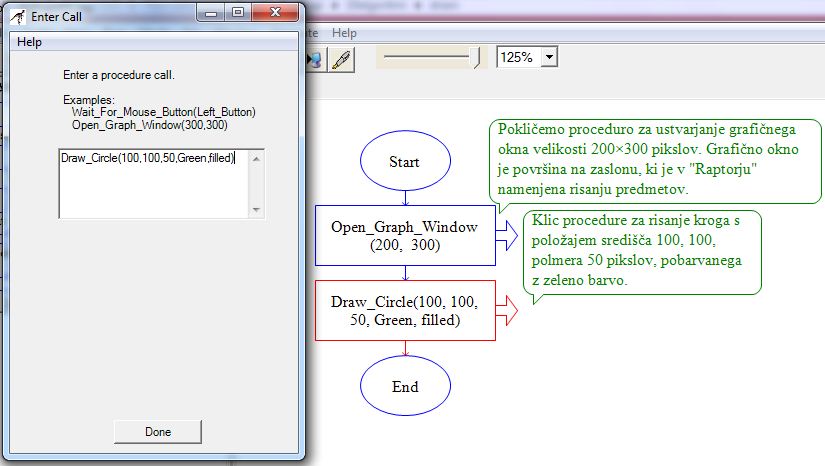 Enter Call
Help
Enter a procedure call.
Examples:
Wait_For_Mouse_Button(Left_Button)
Open_Graph_Window(300,300)
Draw_Circle(100,100,50,Green,filled)
Done
Help
125%
Start
Open_Graph_Window
(200, 300)
Draw_Circle(100, 100,
50, Green, filled)
End
Pokličemo proceduro za ustvarjanje grafičnega
okna velikosti 200×300 pikslov. Grafično okno
je površina na zaslonu, ki je v "Raptorju"
namenjena risanju predmetov.
Klic procedure za risanje kroga s
položajem središča 100, 100,
polmera 50 pikslov, pobarvanega
z zeleno barvo.